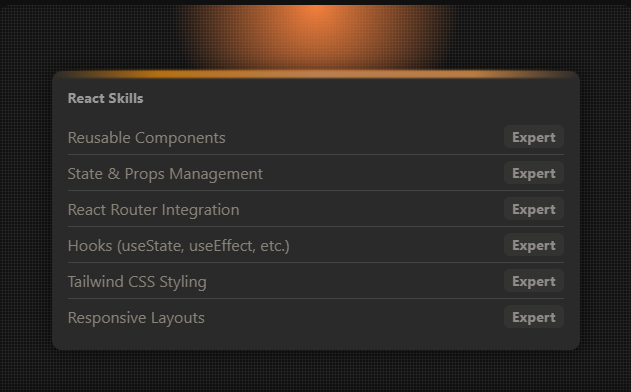 React Skills
Reusable Components Expert
State & Props Management Expert
React Router Integration Expert
Hooks (useState, useEffect, etc.) Expert
Tailwind CSS Styling Expert
Responsive Layouts Expert